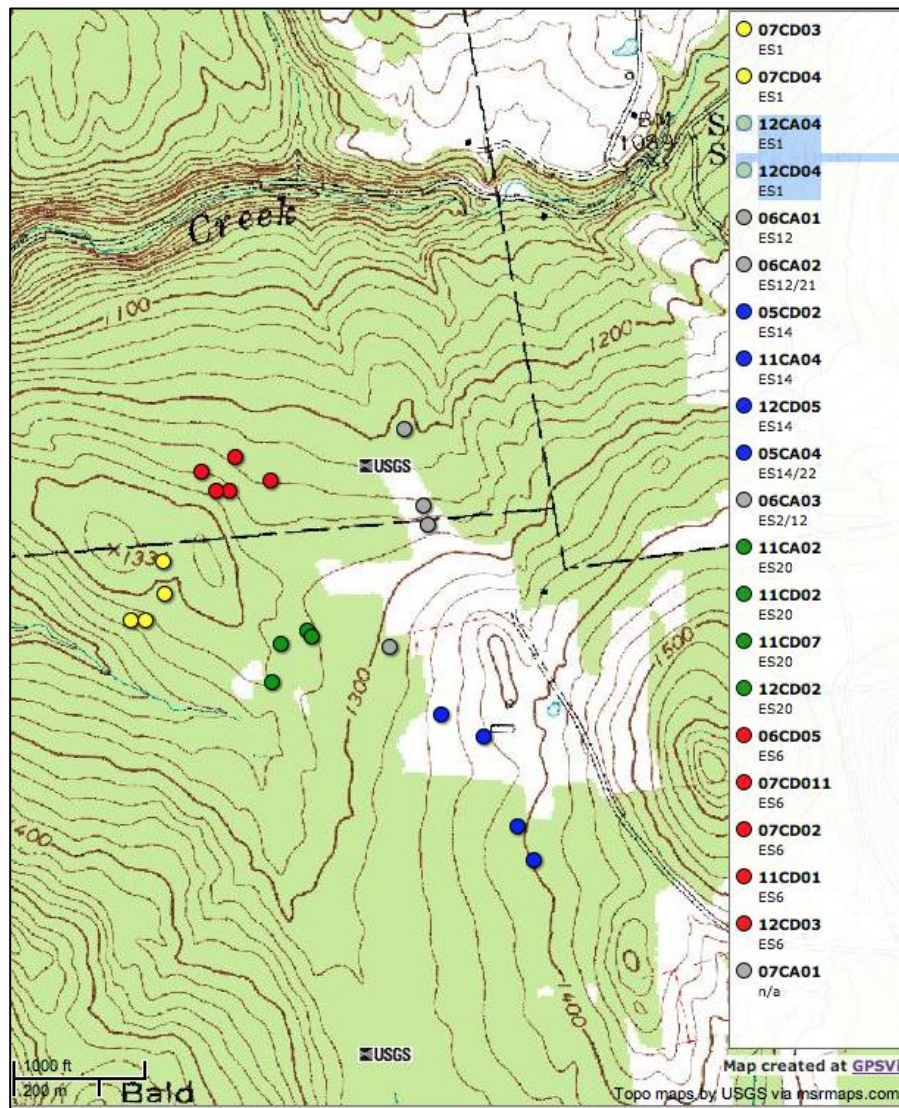 07CD03
ES1
07CD04
ES1
12CA04
ES1
12CD04
ES1
06CA01
ES12
06CA02
ES12/21
05CD02
ES14
11CA04
ES14
12CD05
ES14
05CA04
ES14/22
06CA03
ES2/12
11CA02
ES20
11CD02
ES20
11CD07
ES20
12CD02
ES20
06CD05
ES6
07CD011
ES6
07CD02
ES6
11CD01
ES6
12CD03
ES6
07CA01
n/a
BM
1089
S
S
Creek
1100
1200
USGS
×133
1300
1500
400
1400
USGS
1000 ft
200 m
Bald
Map created at GPSVi
Topo maps by USGS via msrmaps.com